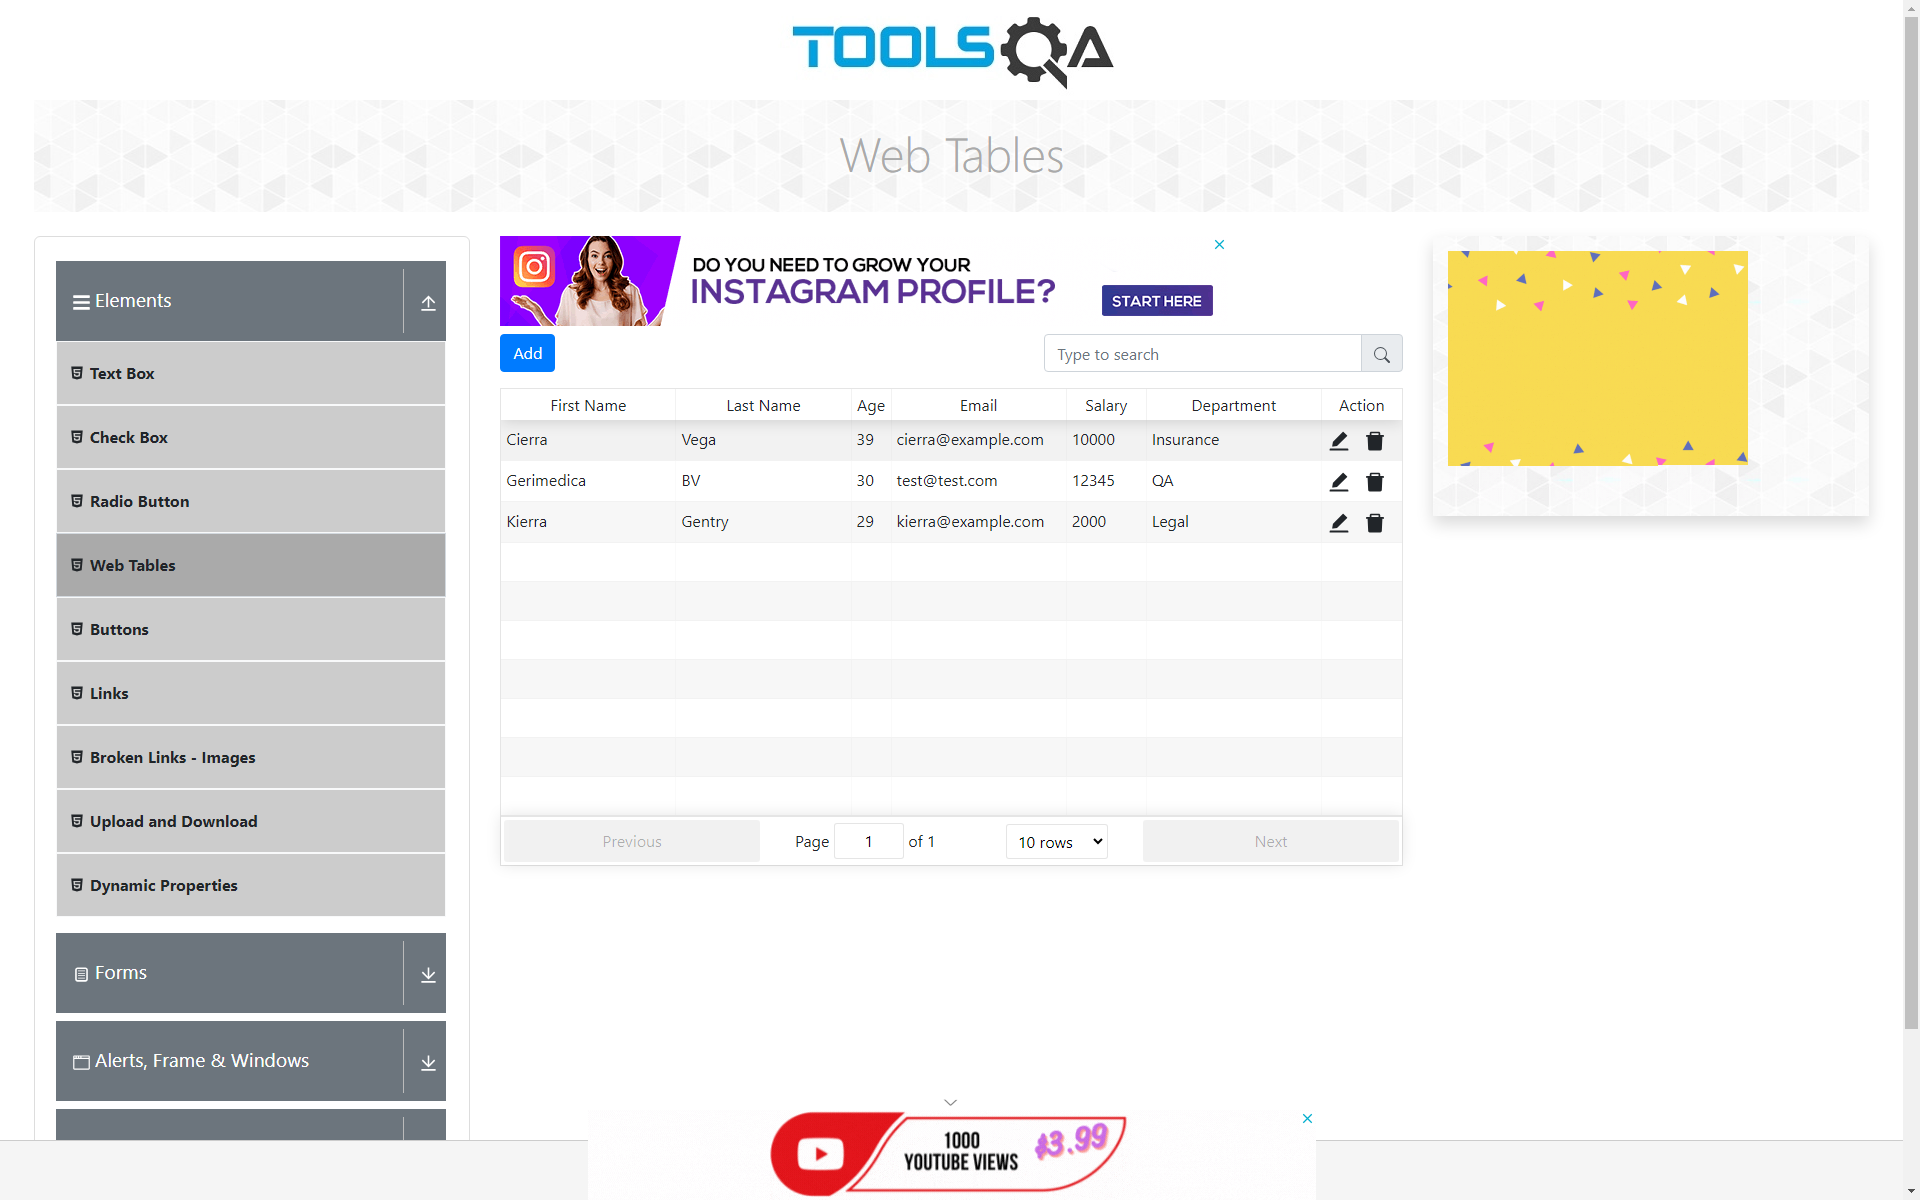 TOOLSQA
Web Tables
Elements
Text Box
Check Box
Radio Button
Web Tables
Buttons
Links
Broken Links - Images
Upload and Download
Dynamic Properties
Forms
Alerts, Frame & Windows
DO YOU NEED TO GROW YOUR
INSTAGRAM PROFILE?
START HERE
Add
Type to search
First Name Last Name Age Email Salary Department Action
Cierra Vega 39 cierra@example.com 10000 Insurance
Gerimedica BV 30 test@test.com 12345 QA
Kierra Gentry 29 kierra@example.com 2000 Legal
Previous Page 1 of 1 10 rows Next
1000
YOUTUBE VIEWS
$3.99